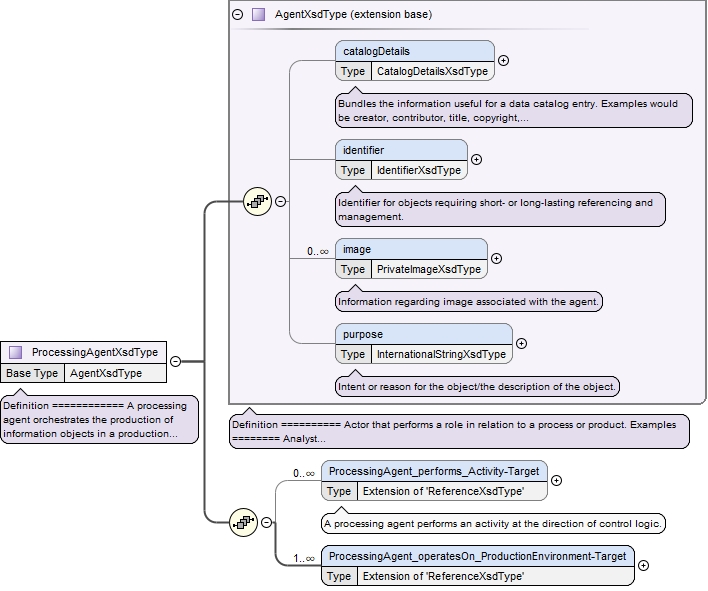 AgentXsdType (extension base)
catalogDetails
Type CatalogDetailsXsdType
Bundles the information useful for a data catalog entry. Examples would
be creator, contributor, title, copyright,...
identifier
Type IdentifierXsdType
Identifier for objects requiring short- or long-lasting referencing and
management.
0..∞ image
Type PrivateImageXsdType
Information regarding image associated with the agent.
purpose
Type InternationalStringXsdType
Intent or reason for the object/the description of the object.
ProcessingAgentXsdType
Base Type AgentXsdType
Definition ============ A processing
agent orchestrates the production of
information objects in a production...
Definition ========== Actor that performs a role in relation to a process or product. Examples
======== Analyst...
0..∞ ProcessingAgent_performs_Activity-Target
Type Extension of 'ReferenceXsdType'
A processing agent performs an activity at the direction of control logic.
1..∞ ProcessingAgent_operatesOn_ProductionEnvironment-Target
Type Extension of 'ReferenceXsdType'